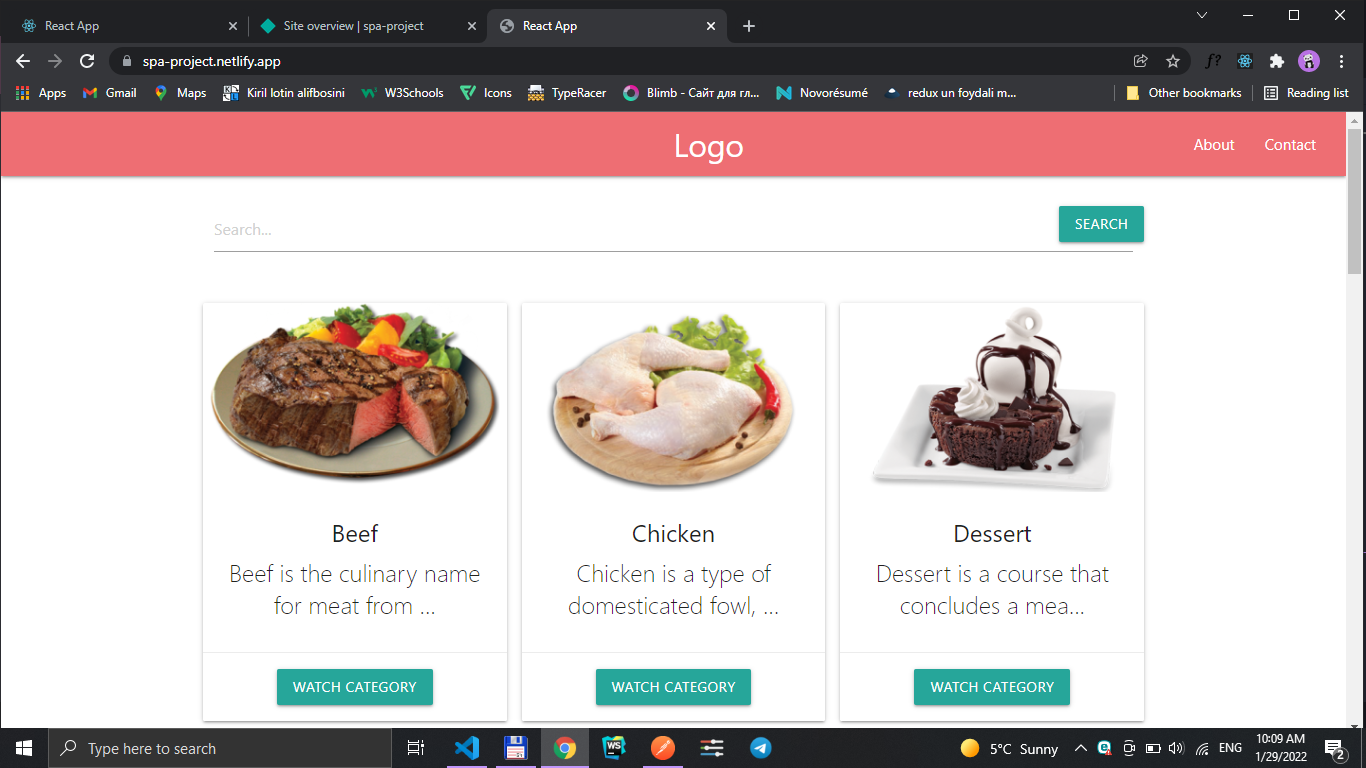 React App
Site overview | spa-project
React App
spa-project.netlify.app
f?
Apps
Gmail
Maps
Kiril lotin alifbosini
W3Schools
Icons
TypeRacer
Blimb - Сайт для гл...
Novorésumé
redux un foydali m...
Other bookmarks
Reading list
Logo
About
Contact
Search...
SEARCH
Beef
Beef is the culinary name
for meat from ...
WATCH CATEGORY
Chicken
Chicken is a type of
domesticated fowl, ...
WATCH CATEGORY
Dessert
Dessert is a course that
concludes a mea...
WATCH CATEGORY
Type here to search
WS
5°C Sunny
ENG
10:09 AM
1/29/2022
2